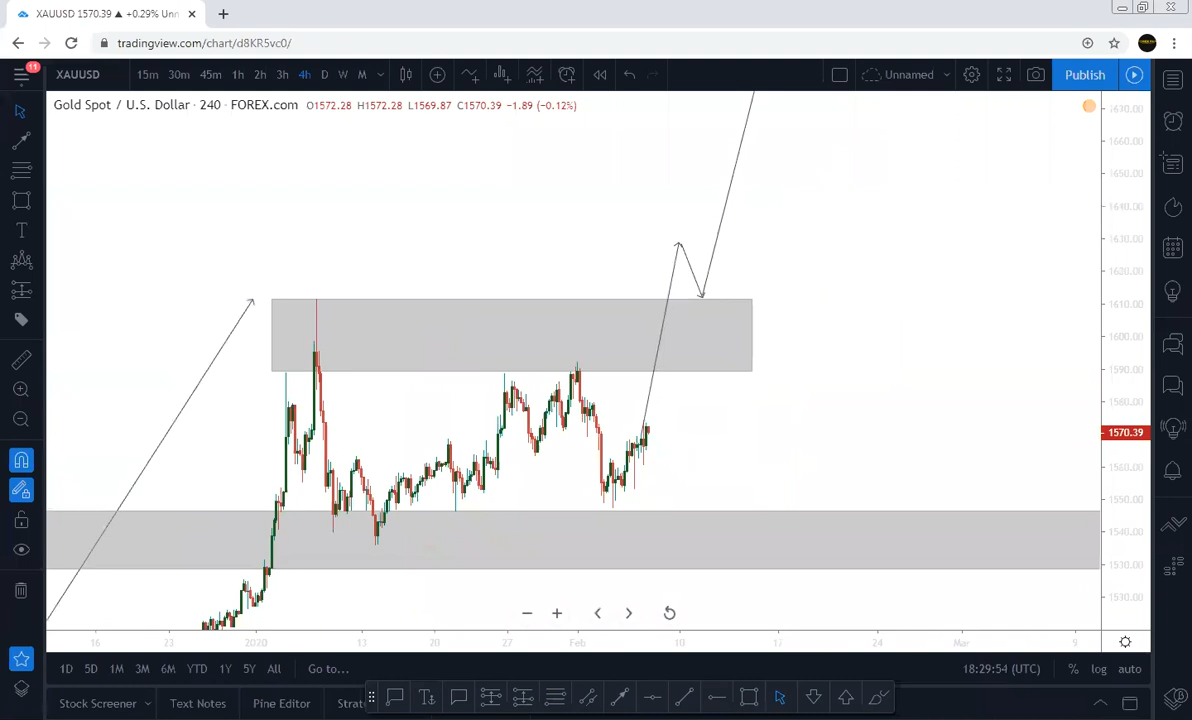 XAUUSD 1570.39 ▲ +0.29% Unn
tradingview.com/chart/d8KR5vc0/
11
XAUUSD 15m 30m 45m 1h 2h 3h 4h D W M Unnamed Publish
Gold Spot / U.S. Dollar · 240 · FOREX.com O1572.28 H1572.28 L1569.87 C1570.39 −1.89 (−0.12%)
1630.00
1660.00
1650.00
1640.00
1630.00
1620.00
1610.00
1600.00
1590.00
1580.00
1570.39
1560.00
1550.00
1540.00
1530.00
1530.00
16 23 2020 13 20 27 Feb 10 17 24 Mar 9
1D 5D 1M 3M 6M YTD 1Y 5Y All Go to... 18:29:54 (UTC) % log auto
Stock Screener Text Notes Pine Editor Strat